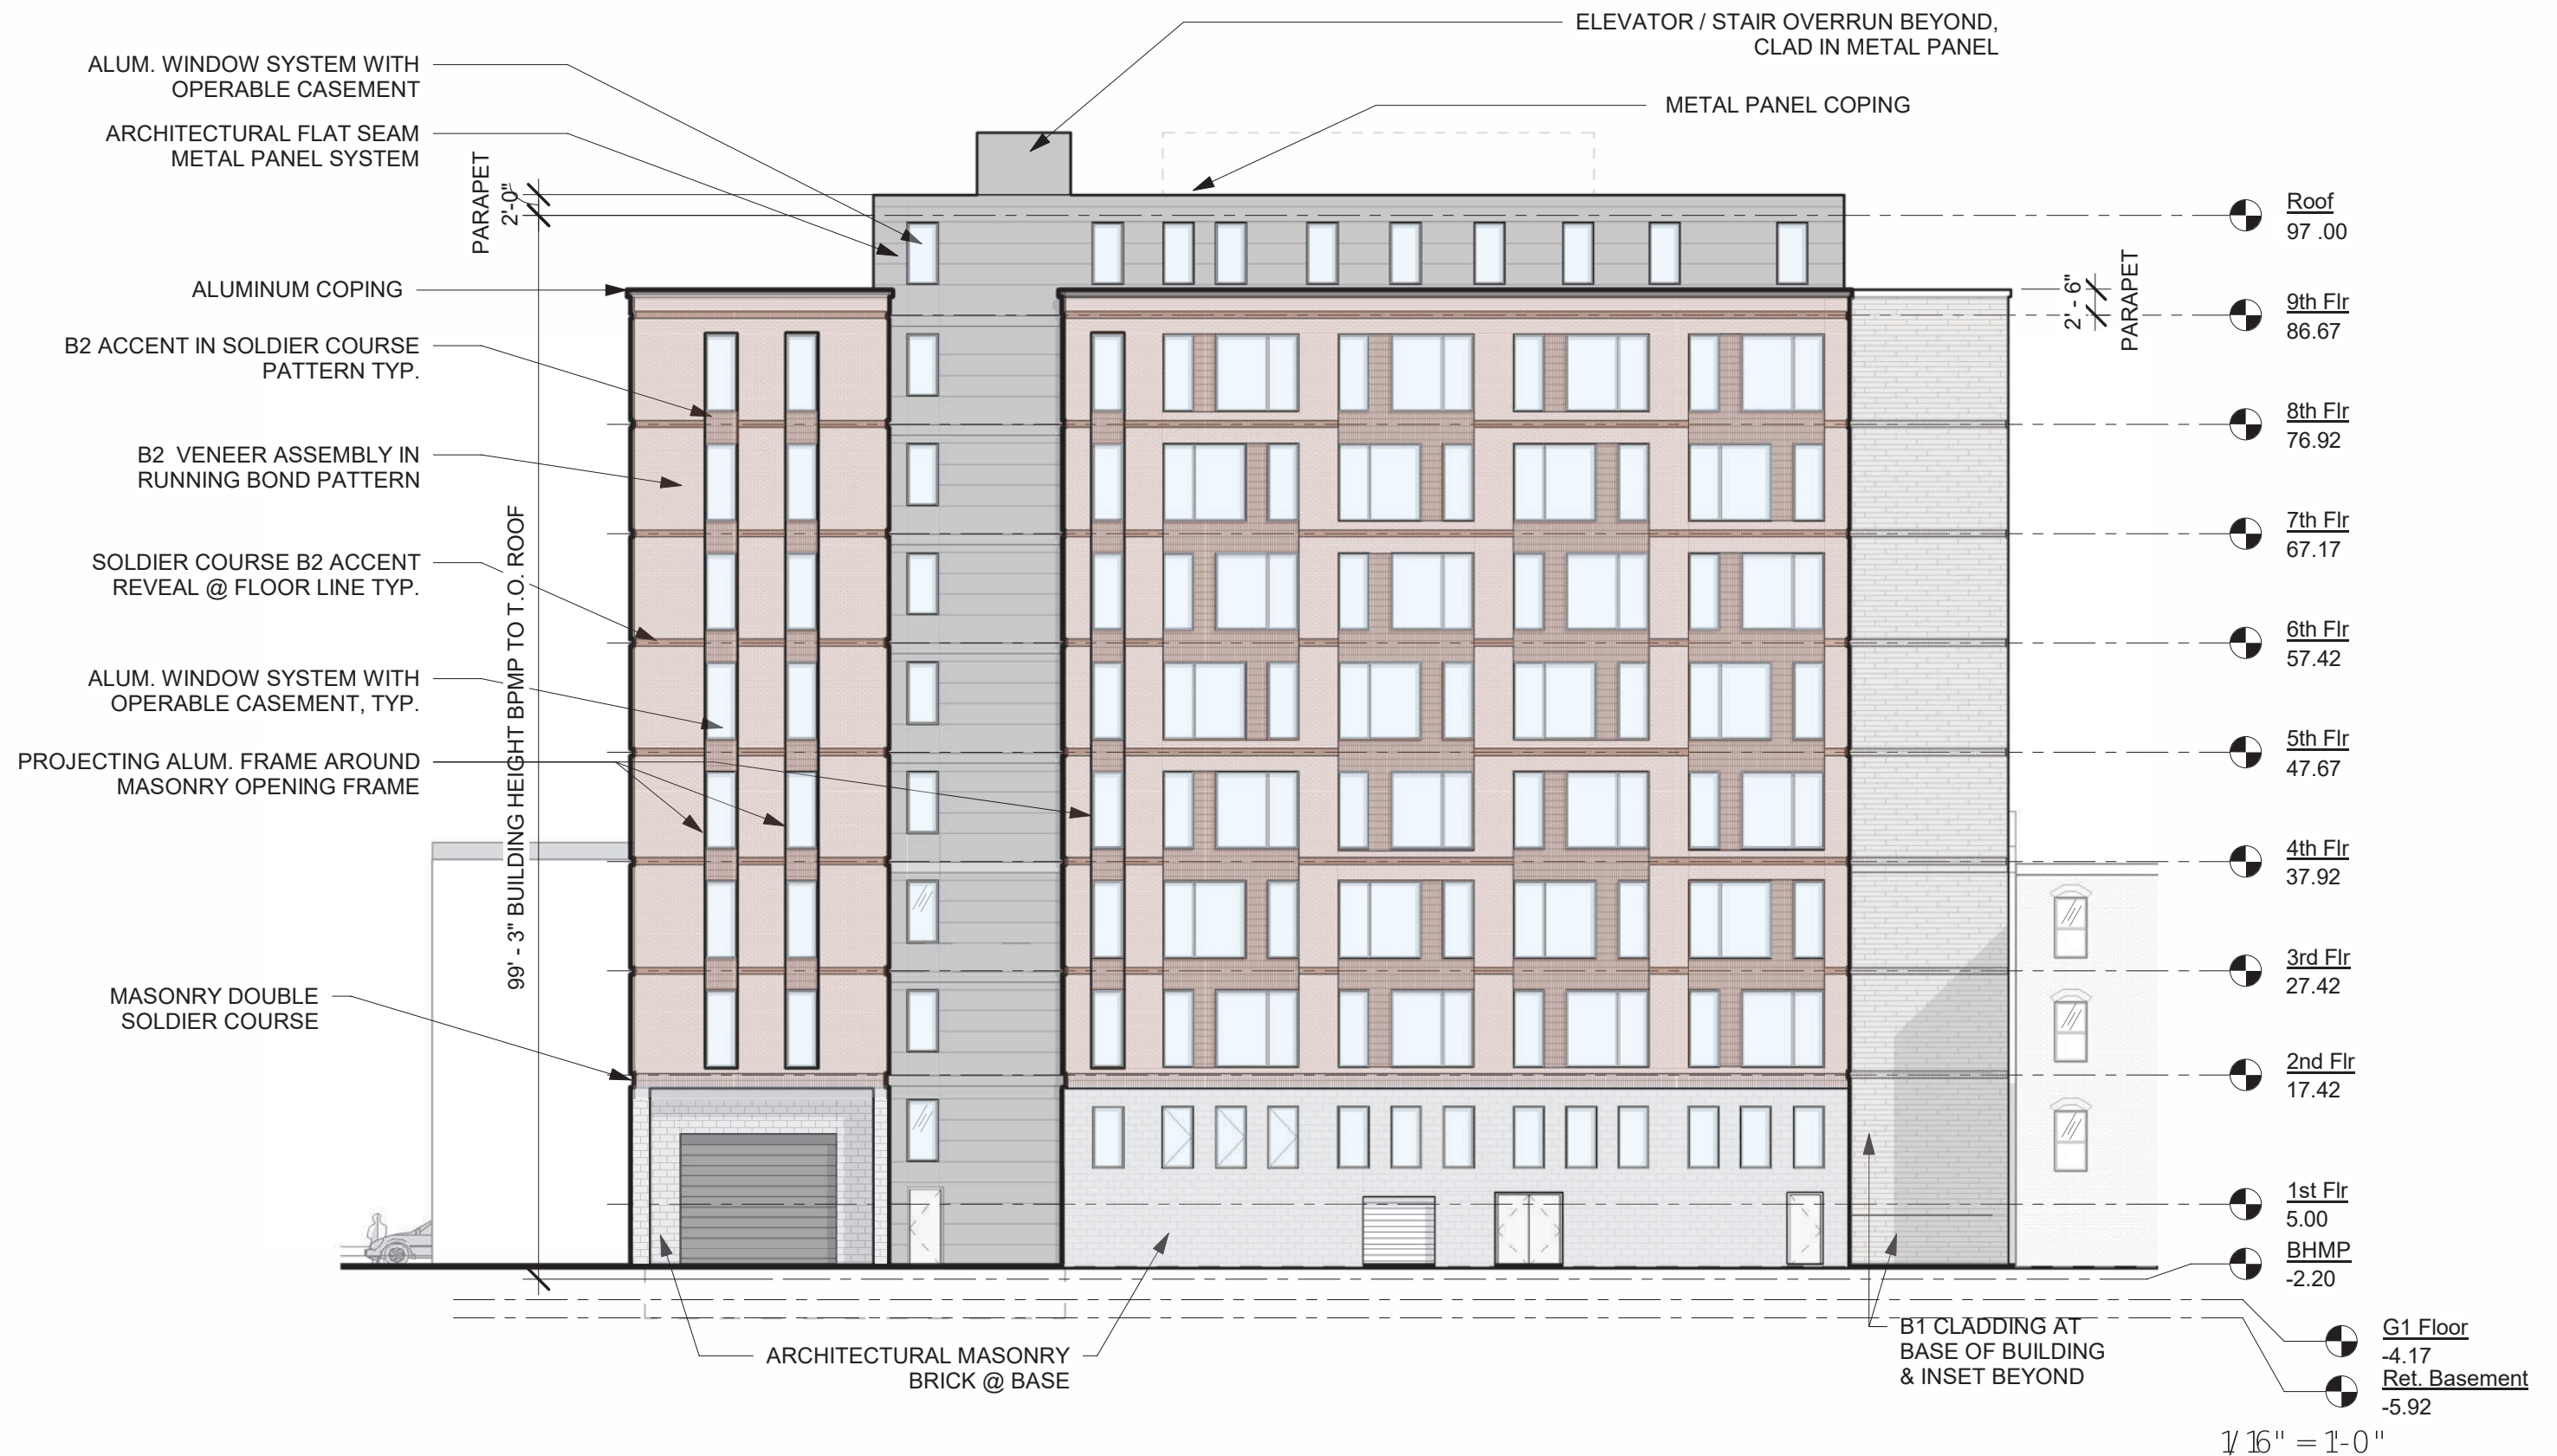 ELEVATOR / STAIR OVERRUN BEYOND,
CLAD IN METAL PANEL
METAL PANEL COPING
ALUM. WINDOW SYSTEM WITH
OPERABLE CASEMENT
ARCHITECTURAL FLAT SEAM
METAL PANEL SYSTEM
PARAPET
2'-0"
ALUMINUM COPING
B2 ACCENT IN SOLDIER COURSE
PATTERN TYP.
B2 VENEER ASSEMBLY IN
RUNNING BOND PATTERN
SOLDIER COURSE B2 ACCENT
REVEAL @ FLOOR LINE TYP.
ALUM. WINDOW SYSTEM WITH
OPERABLE CASEMENT, TYP.
PROJECTING ALUM. FRAME AROUND
MASONRY OPENING FRAME
99' - 3" BUILDING HEIGHT BPMP TO T.O. ROOF
MASONRY DOUBLE
SOLDIER COURSE
ARCHITECTURAL MASONRY
BRICK @ BASE
B1 CLADDING AT
BASE OF BUILDING
& INSET BEYOND
2' - 6"
PARAPET
Roof
97 .00
9th Flr
86.67
8th Flr
76.92
7th Flr
67.17
6th Flr
57.42
5th Flr
47.67
4th Flr
37.92
3rd Flr
27.42
2nd Flr
17.42
1st Flr
5.00
BHMP
-2.20
G1 Floor
-4.17
Ret. Basement
-5.92
1/16" = 1'-0"